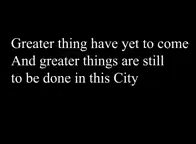 Greater thing have yet to come
And greater things are still
to be done in this City